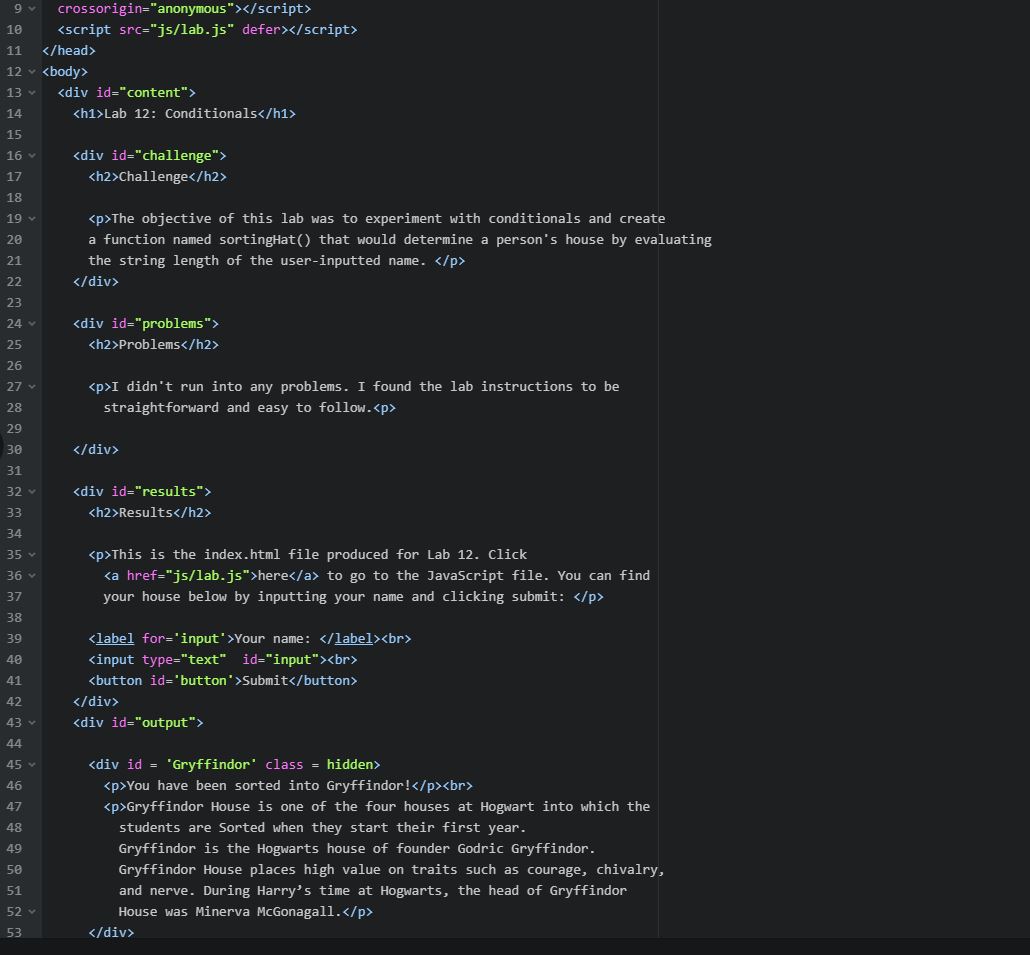 9 crossorigin="anonymous"></script>
10 <script src="js/lab.js" defer></script>
11 </head>
12 <body>
13 <div id="content">
14 <h1>Lab 12: Conditionals</h1>
15
16 <div id="challenge">
17 <h2>Challenge</h2>
18
19 <p>The objective of this lab was to experiment with conditionals and create
20 a function named sortingHat() that would determine a person's house by evaluating
21 the string length of the user-inputted name. </p>
22 </div>
23
24 <div id="problems">
25 <h2>Problems</h2>
26
27 <p>I didn't run into any problems. I found the lab instructions to be
28 straightforward and easy to follow.<p>
29
30 </div>
31
32 <div id="results">
33 <h2>Results</h2>
34
35 <p>This is the index.html file produced for Lab 12. Click
36 <a href="js/lab.js">here</a> to go to the JavaScript file. You can find
37 your house below by inputting your name and clicking submit: </p>
38
39 <label for='input'>Your name: </label><br>
40 <input type="text"  id="input"><br>
41 <button id='button'>Submit</button>
42 </div>
43 <div id="output">
44
45 <div id = 'Gryffindor' class = hidden>
46 <p>You have been sorted into Gryffindor!</p><br>
47 <p>Gryffindor House is one of the four houses at Hogwart into which the
48 students are Sorted when they start their first year.
49 Gryffindor is the Hogwarts house of founder Godric Gryffindor.
50 Gryffindor House places high value on traits such as courage, chivalry,
51 and nerve. During Harry’s time at Hogwarts, the head of Gryffindor
52 House was Minerva McGonagall.</p>
53 </div>